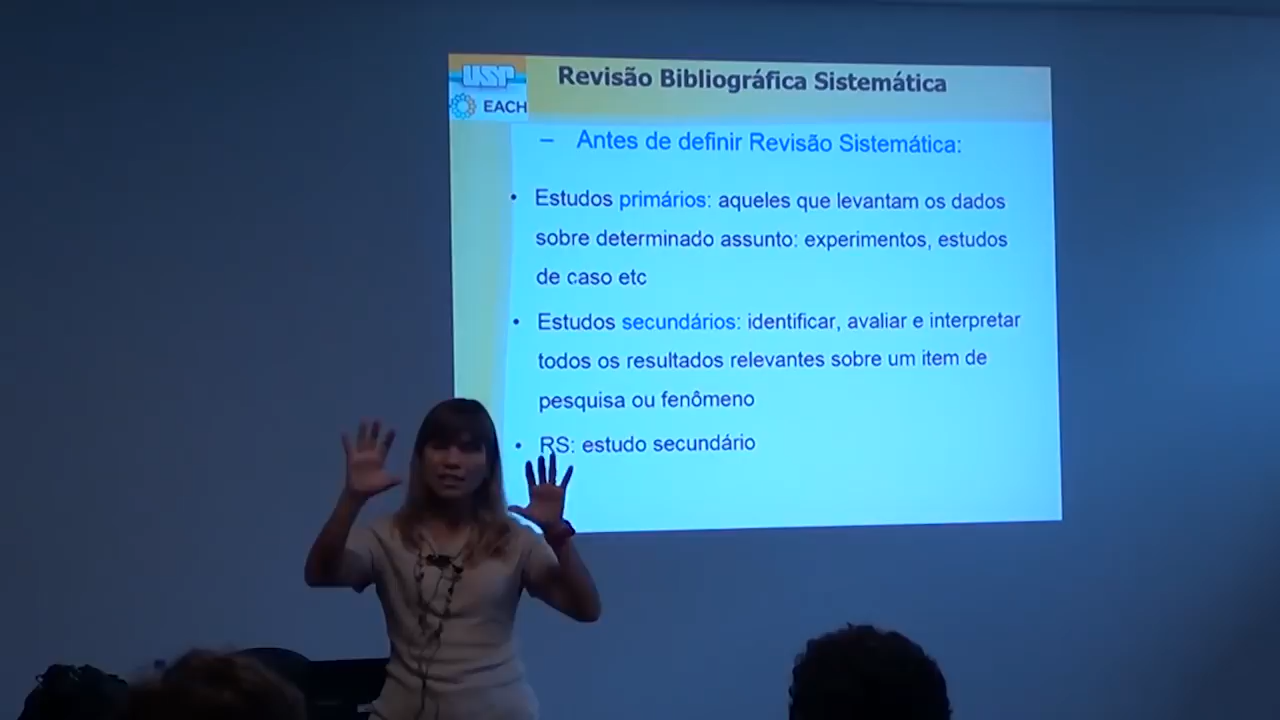 USP
EACH
Revisão Bibliográfica Sistemática
– Antes de definir Revisão Sistemática:
• Estudos primários: aqueles que levantam os dados
sobre determinado assunto: experimentos, estudos
de caso etc
• Estudos secundários: identificar, avaliar e interpretar
todos os resultados relevantes sobre um item de
pesquisa ou fenômeno
• RS: estudo secundário